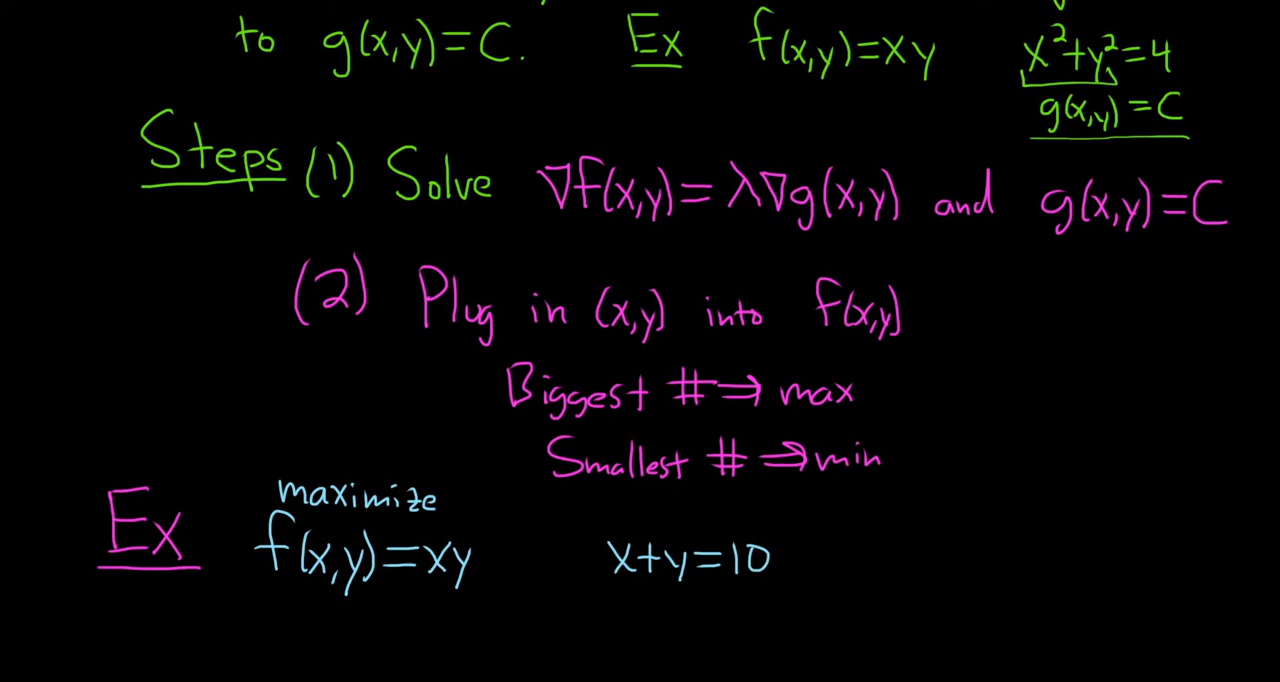 to g(x,y)=C. Ex f(x,y)=xy x²+y²=4
g(x,y)=C
Steps (1) Solve ∇f(x,y)=λ∇g(x,y) and g(x,y)=C
(2) Plug in (x,y) into f(x,y)
Biggest # ⇒ max
Smallest # ⇒ min
Ex maximize
f(x,y)=xy x+y=10